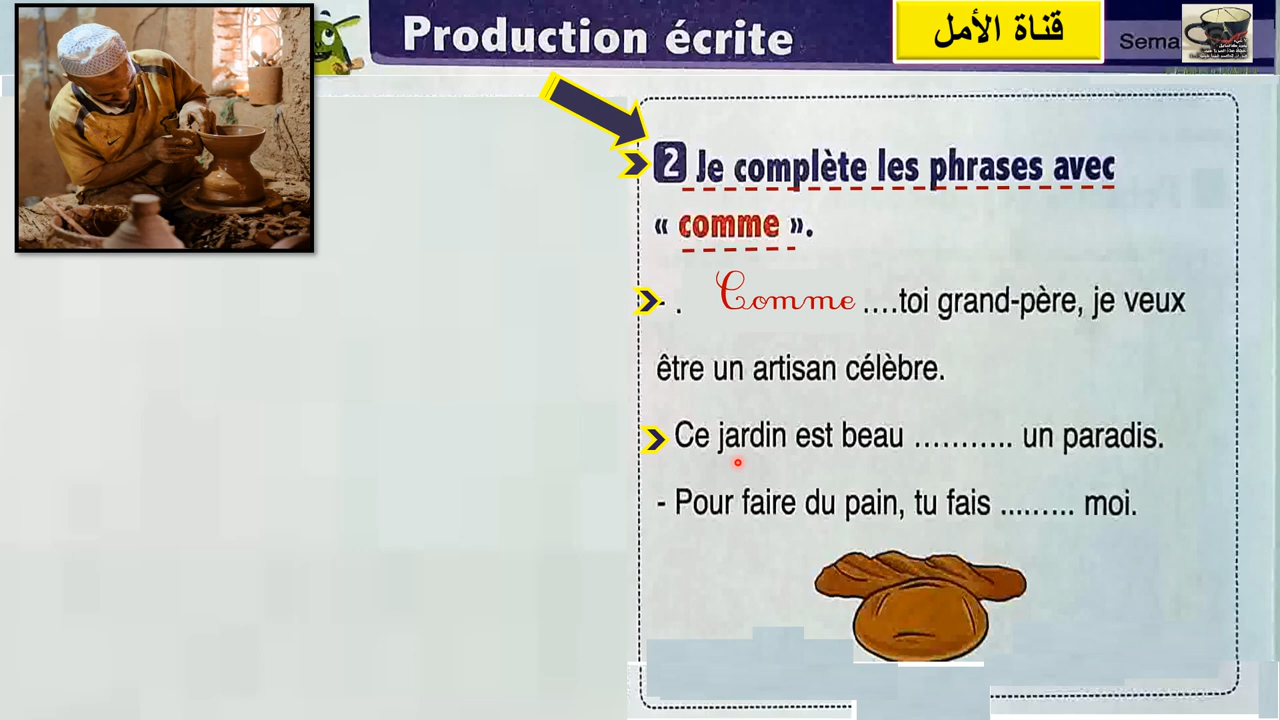 Production écrite
قناة الأمل
Sema
2 Je complète les phrases avec
« comme ».
- . Comme ....toi grand-père, je veux
être un artisan célèbre.
Ce jardin est beau ........... un paradis.
- Pour faire du pain, tu fais ......... moi.